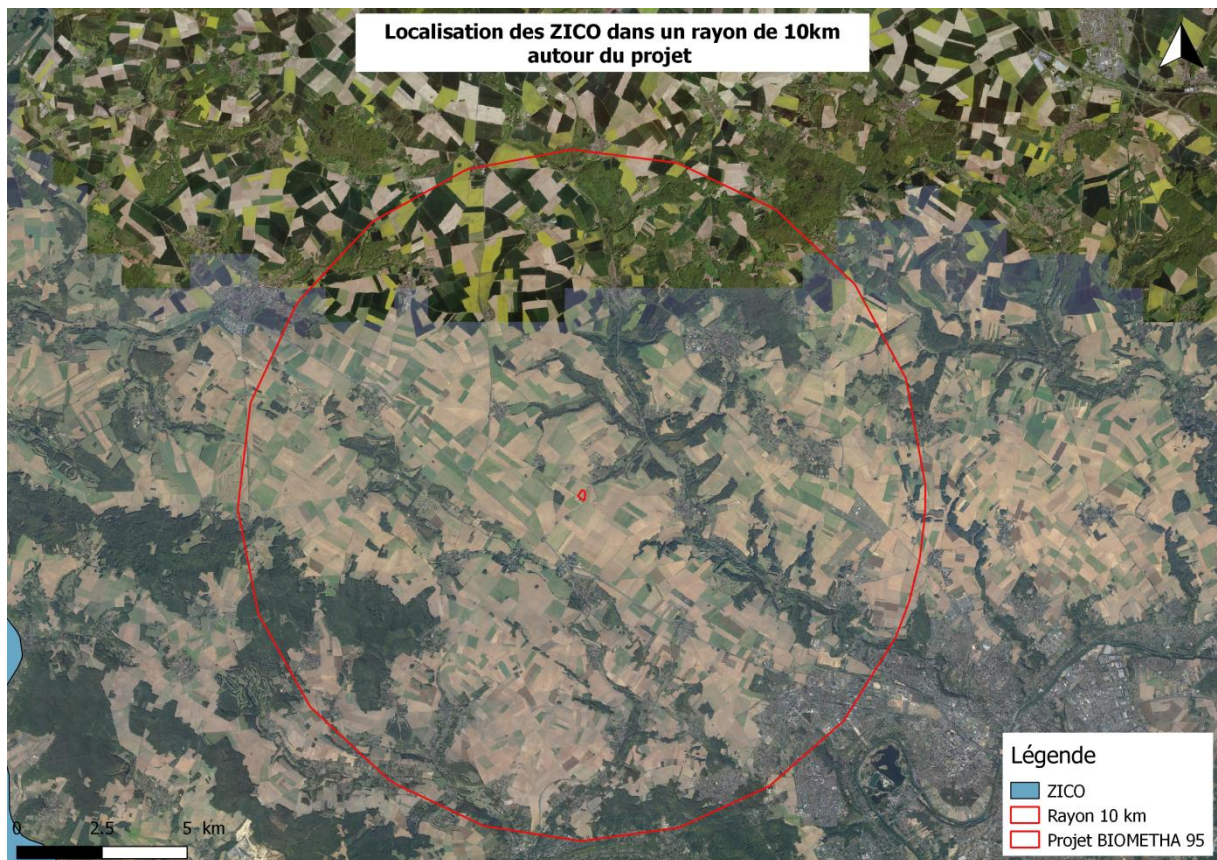 Localisation des ZICO dans un rayon de 10km
autour du projet
Légende
ZICO
Rayon 10 km
Projet BIOMETHA 95
0 2.5 5 km